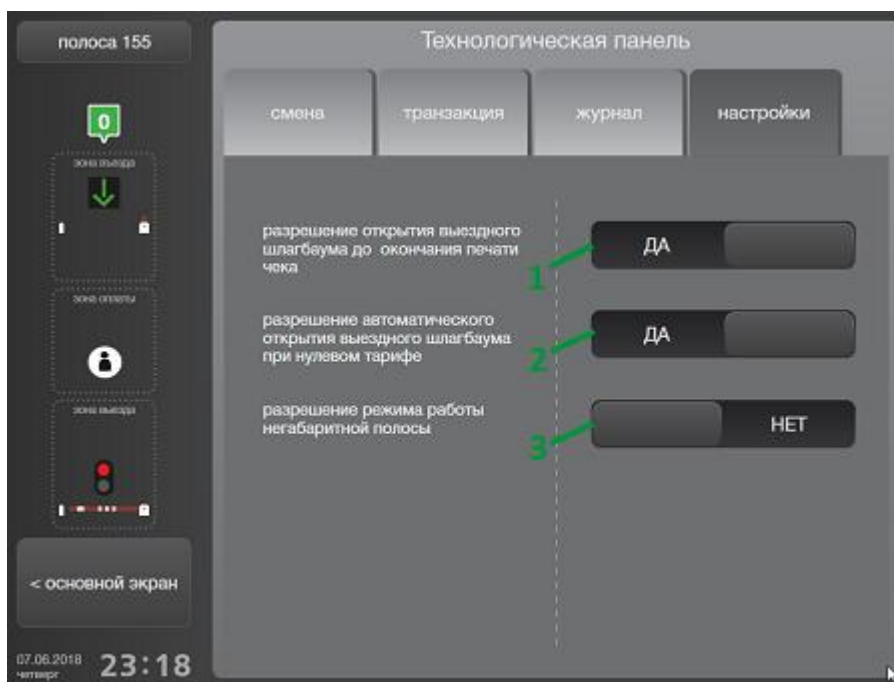 полоса 155
Технологическая панель
смена
транзакция
журнал
настройки
0
зона въезда
разрешение открытия выездного
шлагбаума до окончания печати
чека
1
ДА
зона оплаты
разрешение автоматического
открытия выездного шлагбаума
при нулевом тарифе
2
ДА
зона выезда
разрешение режима работы
негабаритной полосы
3
НЕТ
< основной экран
07.06.2018
четверг
23:18